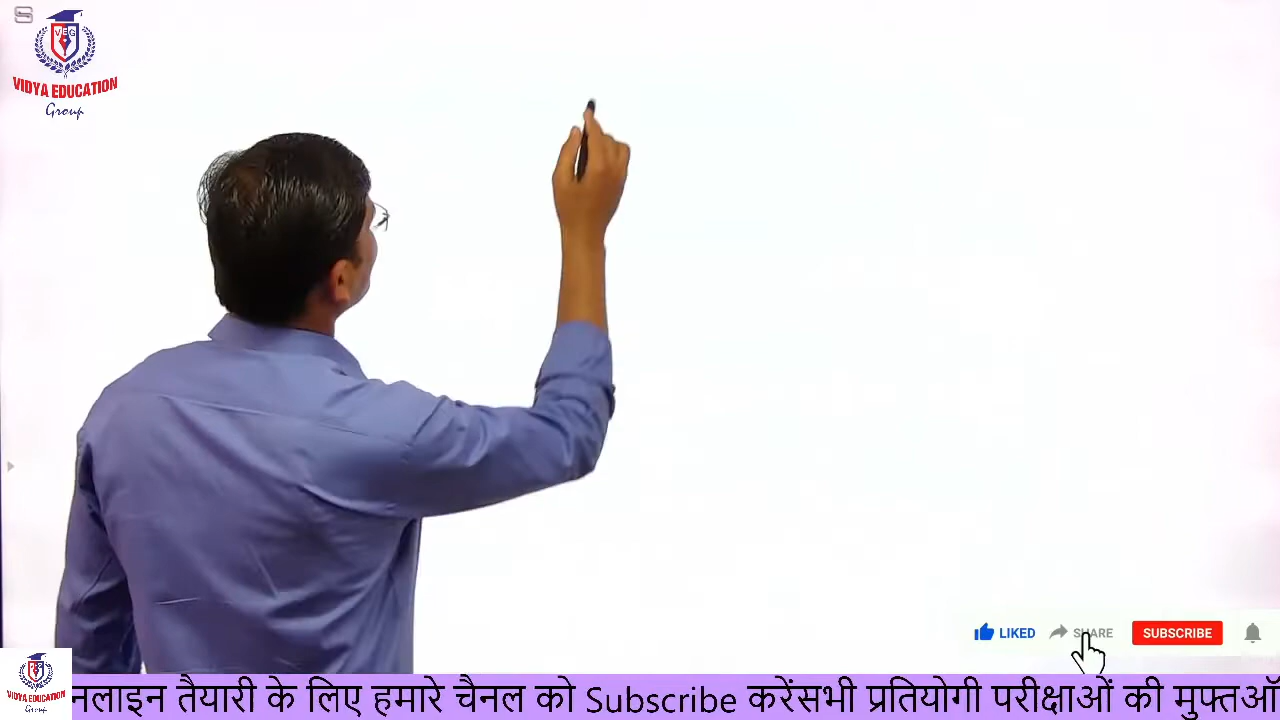 VEG
VIDYA EDUCATION
Group
LIKED SHARE SUBSCRIBE
VIDYA EDUCATION
Group
नलाइन तैयारी के लिए हमारे चैनल को Subscribe करेंसभी प्रतियोगी परीक्षाओं की मुफ्तऑ